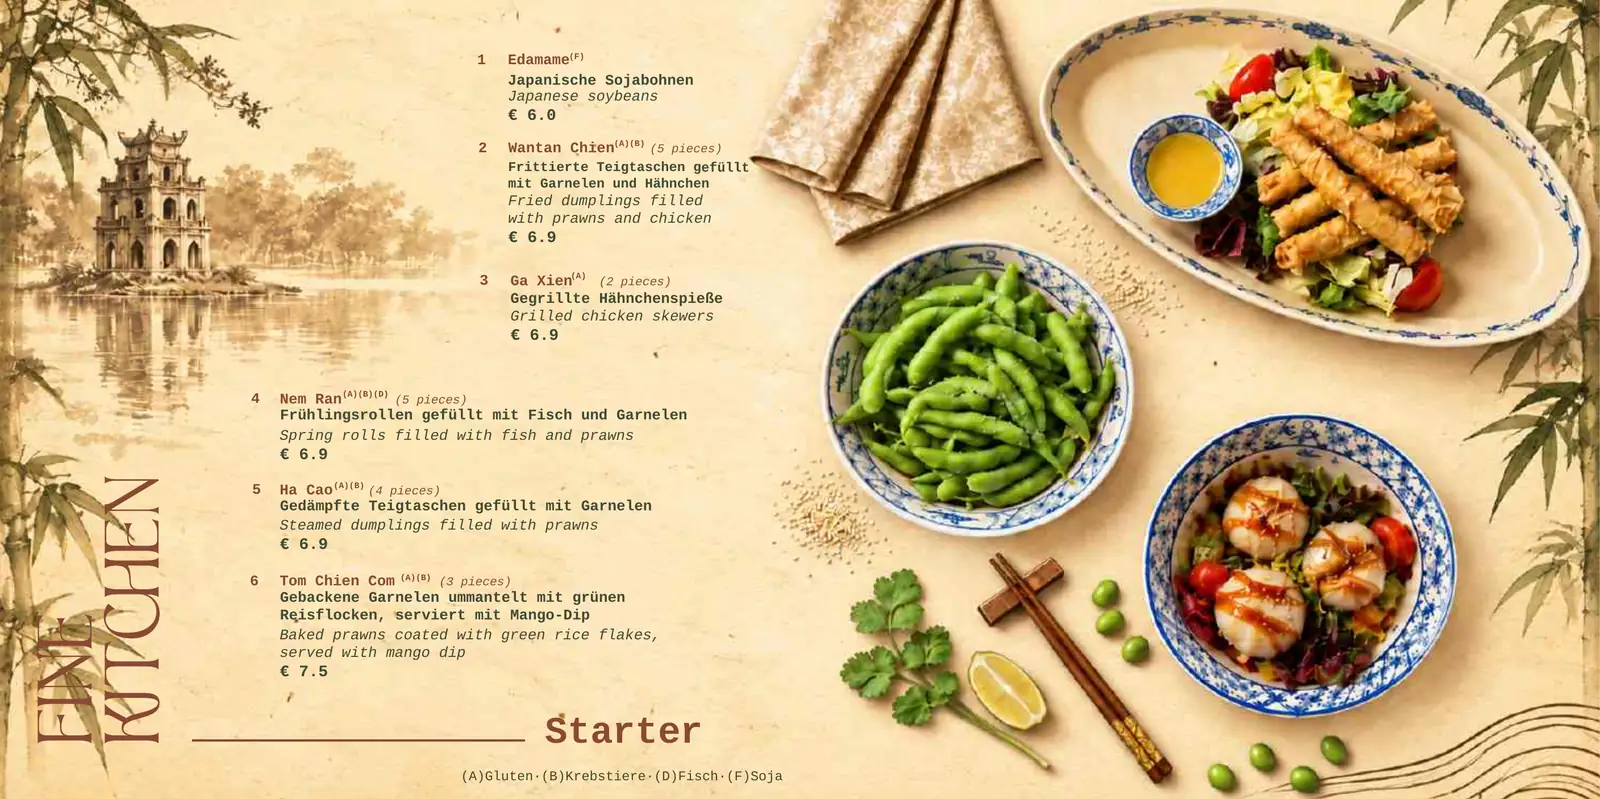 1 Edamame(F)
Japanische Sojabohnen
Japanese soybeans
€ 6.0
2 Wantan Chien(A)(B) (5 pieces)
Frittierte Teigtaschen gefüllt
mit Garnelen und Hähnchen
Fried dumplings filled
with prawns and chicken
€ 6.9
3 Ga Xien(A) (2 pieces)
Gegrillte Hähnchenspieße
Grilled chicken skewers
€ 6.9
4 Nem Ran(A)(B)(D) (5 pieces)
Frühlingsrollen gefüllt mit Fisch und Garnelen
Spring rolls filled with fish and prawns
€ 6.9
5 Ha Cao(A)(B) (4 pieces)
Gedämpfte Teigtaschen gefüllt mit Garnelen
Steamed dumplings filled with prawns
€ 6.9
6 Tom Chien Com (A)(B) (3 pieces)
Gebackene Garnelen ummantelt mit grünen
Reisflocken, serviert mit Mango-Dip
Baked prawns coated with green rice flakes,
served with mango dip
€ 7.5
FINE
KITCHEN
Starter
(A)Gluten·(B)Krebstiere·(D)Fisch·(F)Soja